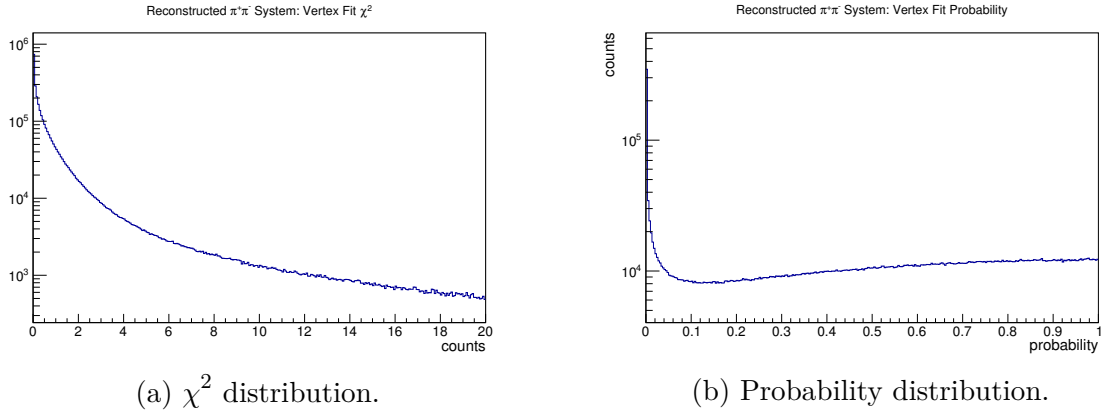 Reconstructed π⁺π⁻ System: Vertex Fit χ²
10⁶
10⁵
10⁴
10³
0 2 4 6 8 10 12 14 16 18 20
counts
(a) χ² distribution.
Reconstructed π⁺π⁻ System: Vertex Fit Probability
counts
10⁵
10⁴
0 0.1 0.2 0.3 0.4 0.5 0.6 0.7 0.8 0.9 1
probability
(b) Probability distribution.